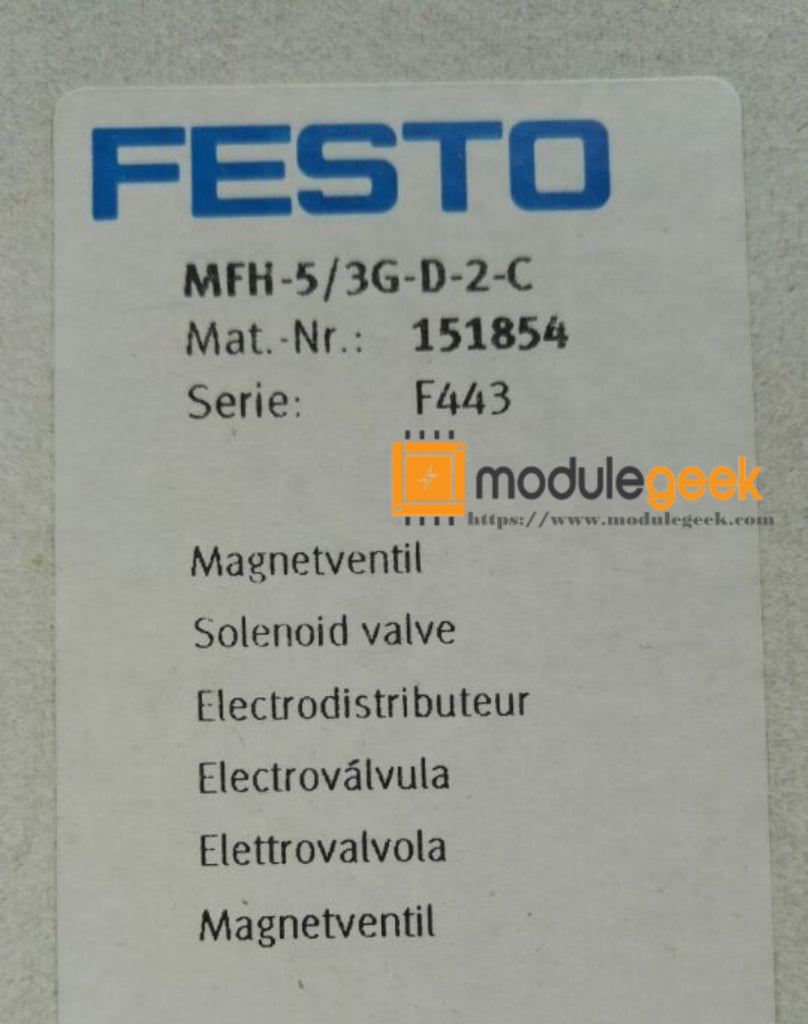 FESTO
MFH-5/3G-D-2-C
Mat.-Nr.: 151854
Serie: F443
modulegeek
https://www.modulegeek.com
Magnetventil
Solenoid valve
Electrodistributeur
Electroválvula
Elettrovalvola
Magnetventil